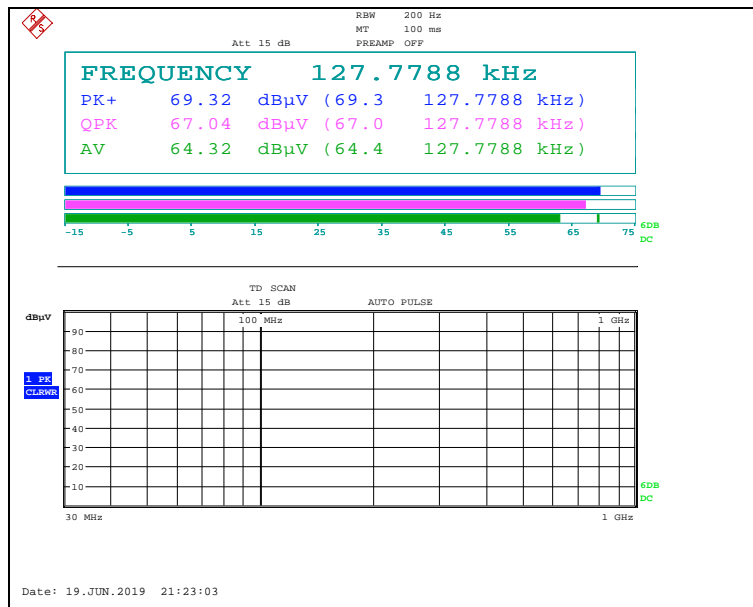 R S
RBW 200 Hz
MT 100 ms
Att 15 dB PREAMP OFF
FREQUENCY 127.7788 kHz
PK+ 69.32 dBµV (69.3 127.7788 kHz)
QPK 67.04 dBµV (67.0 127.7788 kHz)
AV 64.32 dBµV (64.4 127.7788 kHz)
6DB
-15 -5 5 15 25 35 45 55 65 75
DC
TD SCAN
Att 15 dB AUTO PULSE
dBµV
100 MHz 1 GHz
90
80
70
1 PK
60
CLRWR
50
40
30
20
10
6DB
DC
30 MHz 1 GHz
Date: 19.JUN.2019 21:23:03